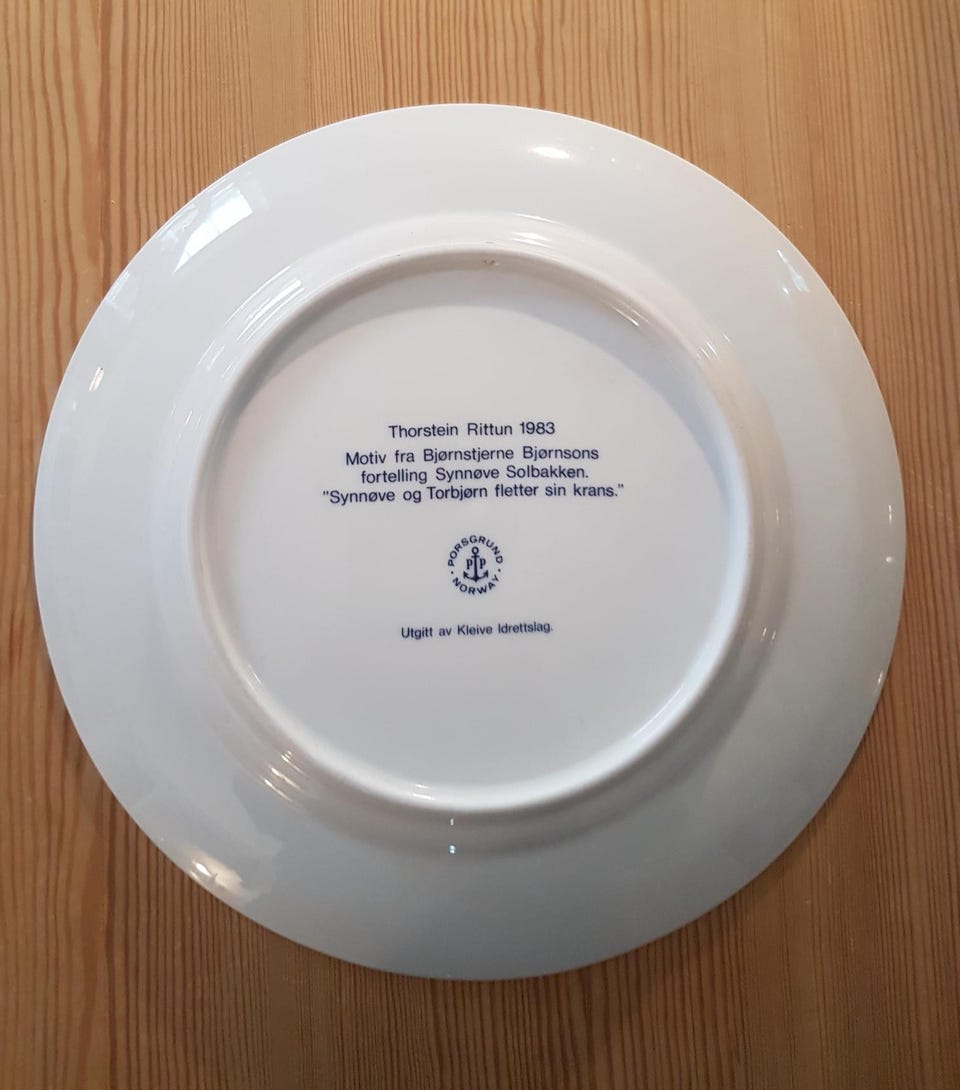 Thorstein Rittun 1983
Motiv fra Bjørnstjerne Bjørnsons
fortelling Synnøve Solbakken.
"Synnøve og Torbjørn fletter sin krans."
PORSGRUND
PP
NORWAY
Utgitt av Kleive Idrettslag.